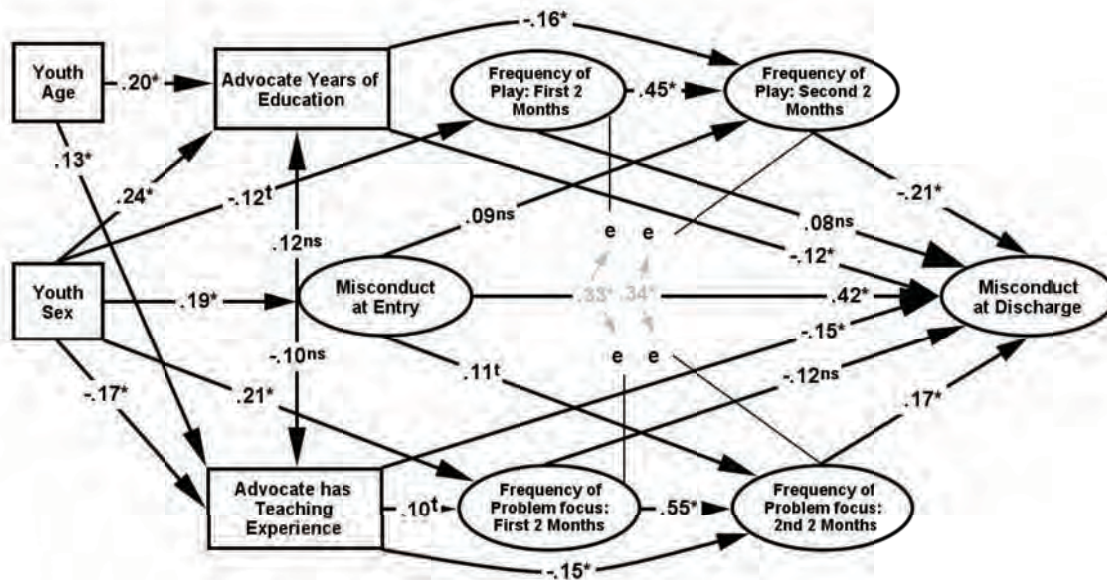 -.16*
Youth
Age
.20*
Advocate Years of
Education
Frequency of
Play: First 2
Months
.45*
Frequency of
Play: Second 2
Months
.13*
.24*
-.12t
.09ns
.08ns
-.21*
e e
.12ns
-.12*
Youth
Sex
.19*
Misconduct
at Entry
.33* .34*
.42*
Misconduct
at Discharge
-.15*
-.10ns
e e
-.12ns
.11t
-.17*
.21*
.17*
Advocate has
Teaching
Experience
.10t
Frequency of
Problem focus:
First 2 Months
.55*
Frequency of
Problem focus:
2nd 2 Months
-.15*